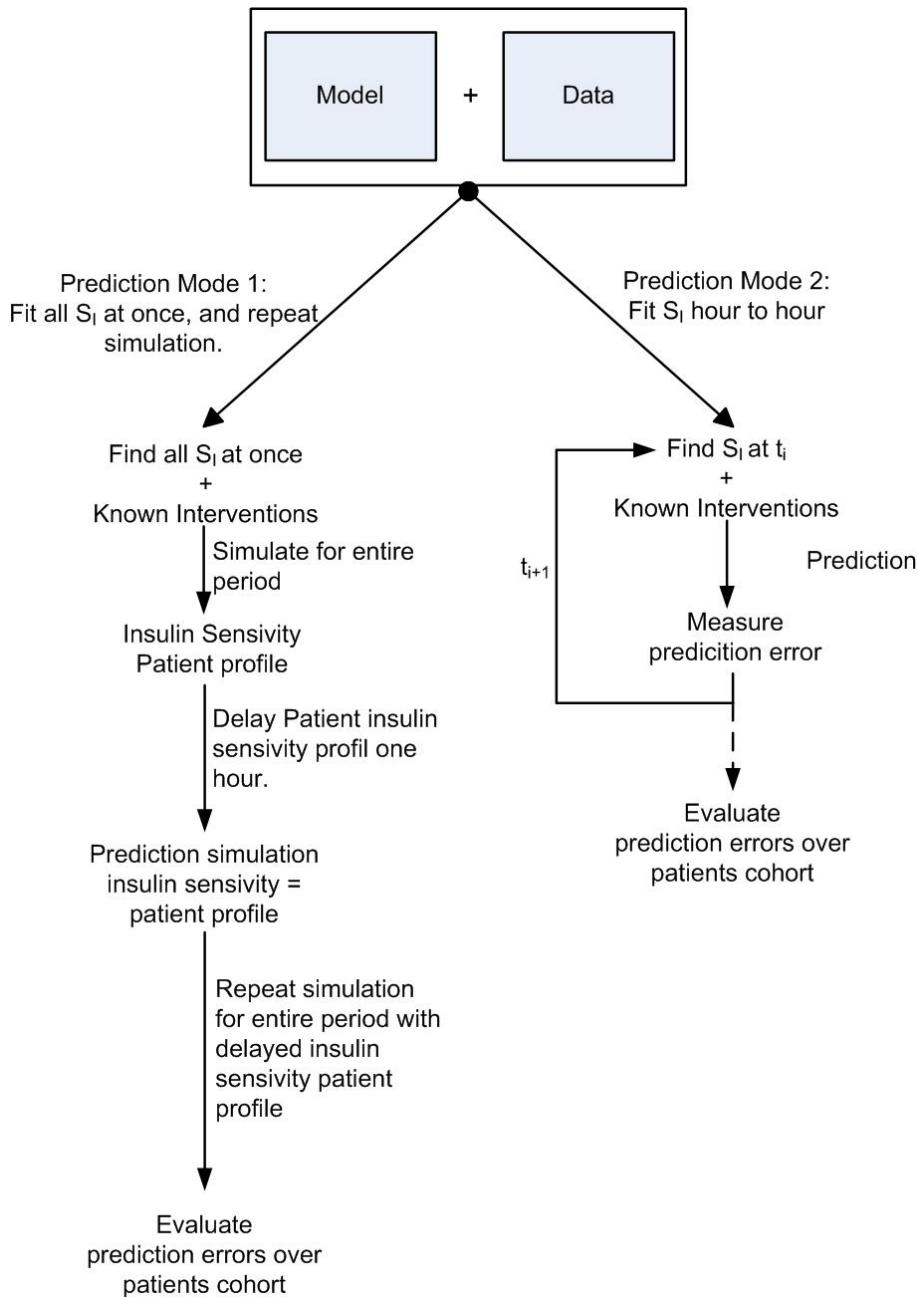 Model
+
Data
Prediction Mode 1:
Fit all S_I at once, and repeat
simulation.
Prediction Mode 2:
Fit S_I hour to hour
Find all S_I at once
+
Known Interventions
Simulate for entire
period
Insulin Sensivity
Patient profile
Delay Patient insulin
sensivity profil one
hour.
Prediction simulation
insulin sensivity =
patient profile
Repeat simulation
for entire period with
delayed insulin
sensivity patient
profile
Evaluate
prediction errors over
patients cohort
Find S_I at t_i
+
Known Interventions
Prediction
t_{i+1}
Measure
predicition error
Evaluate
prediction errors over
patients cohort